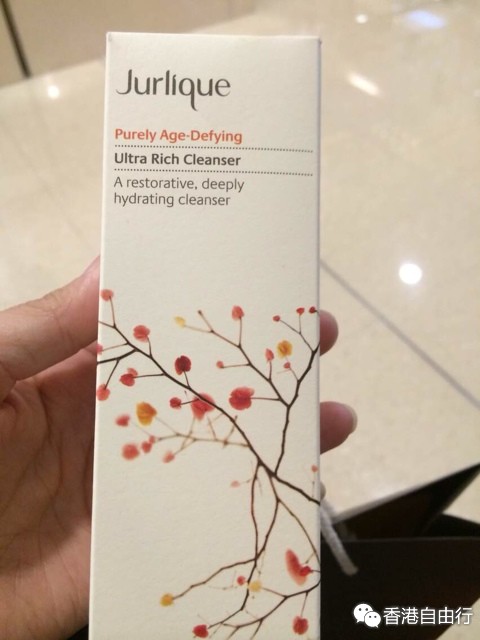 Jurlique
Purely Age-Defying
Ultra Rich Cleanser
A restorative, deeply
hydrating cleanser
香港自由行